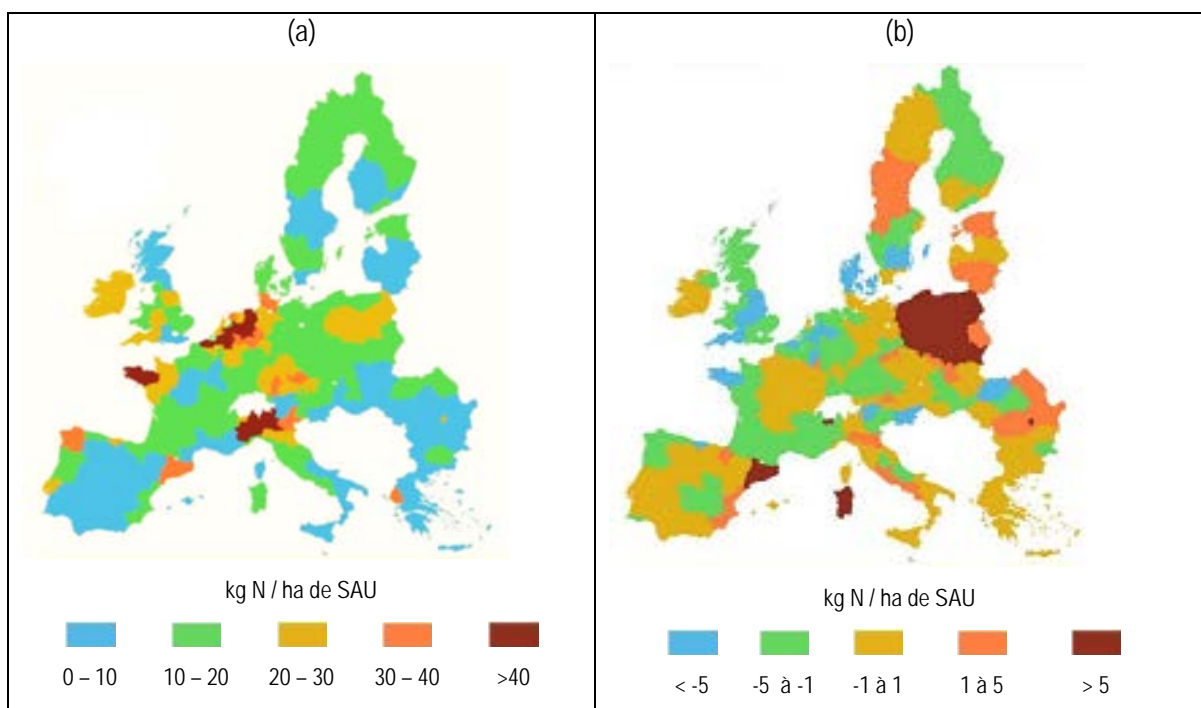 (a)
kg N / ha de SAU
0 – 10 10 – 20 20 – 30 30 – 40 >40
(b)
kg N / ha de SAU
< -5 -5 à -1 -1 à 1 1 à 5 > 5